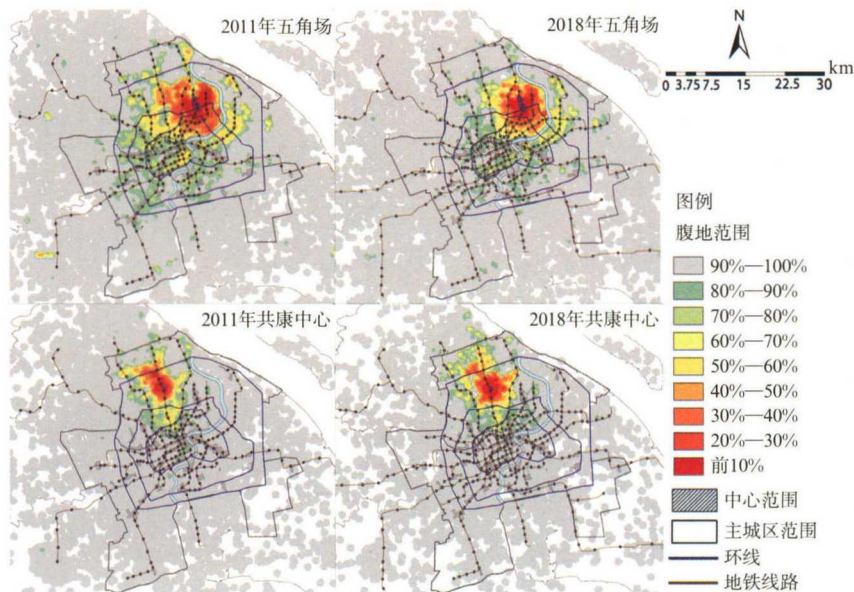 2011年五角场
2018年五角场
N
km
0 3.75 7.5 15 22.5 30
2011年共康中心
2018年共康中心
图例
腹地范围
90%—100%
80%—90%
70%—80%
60%—70%
50%—60%
40%—50%
30%—40%
20%—30%
前10%
中心范围
主城区范围
环线
地铁线路